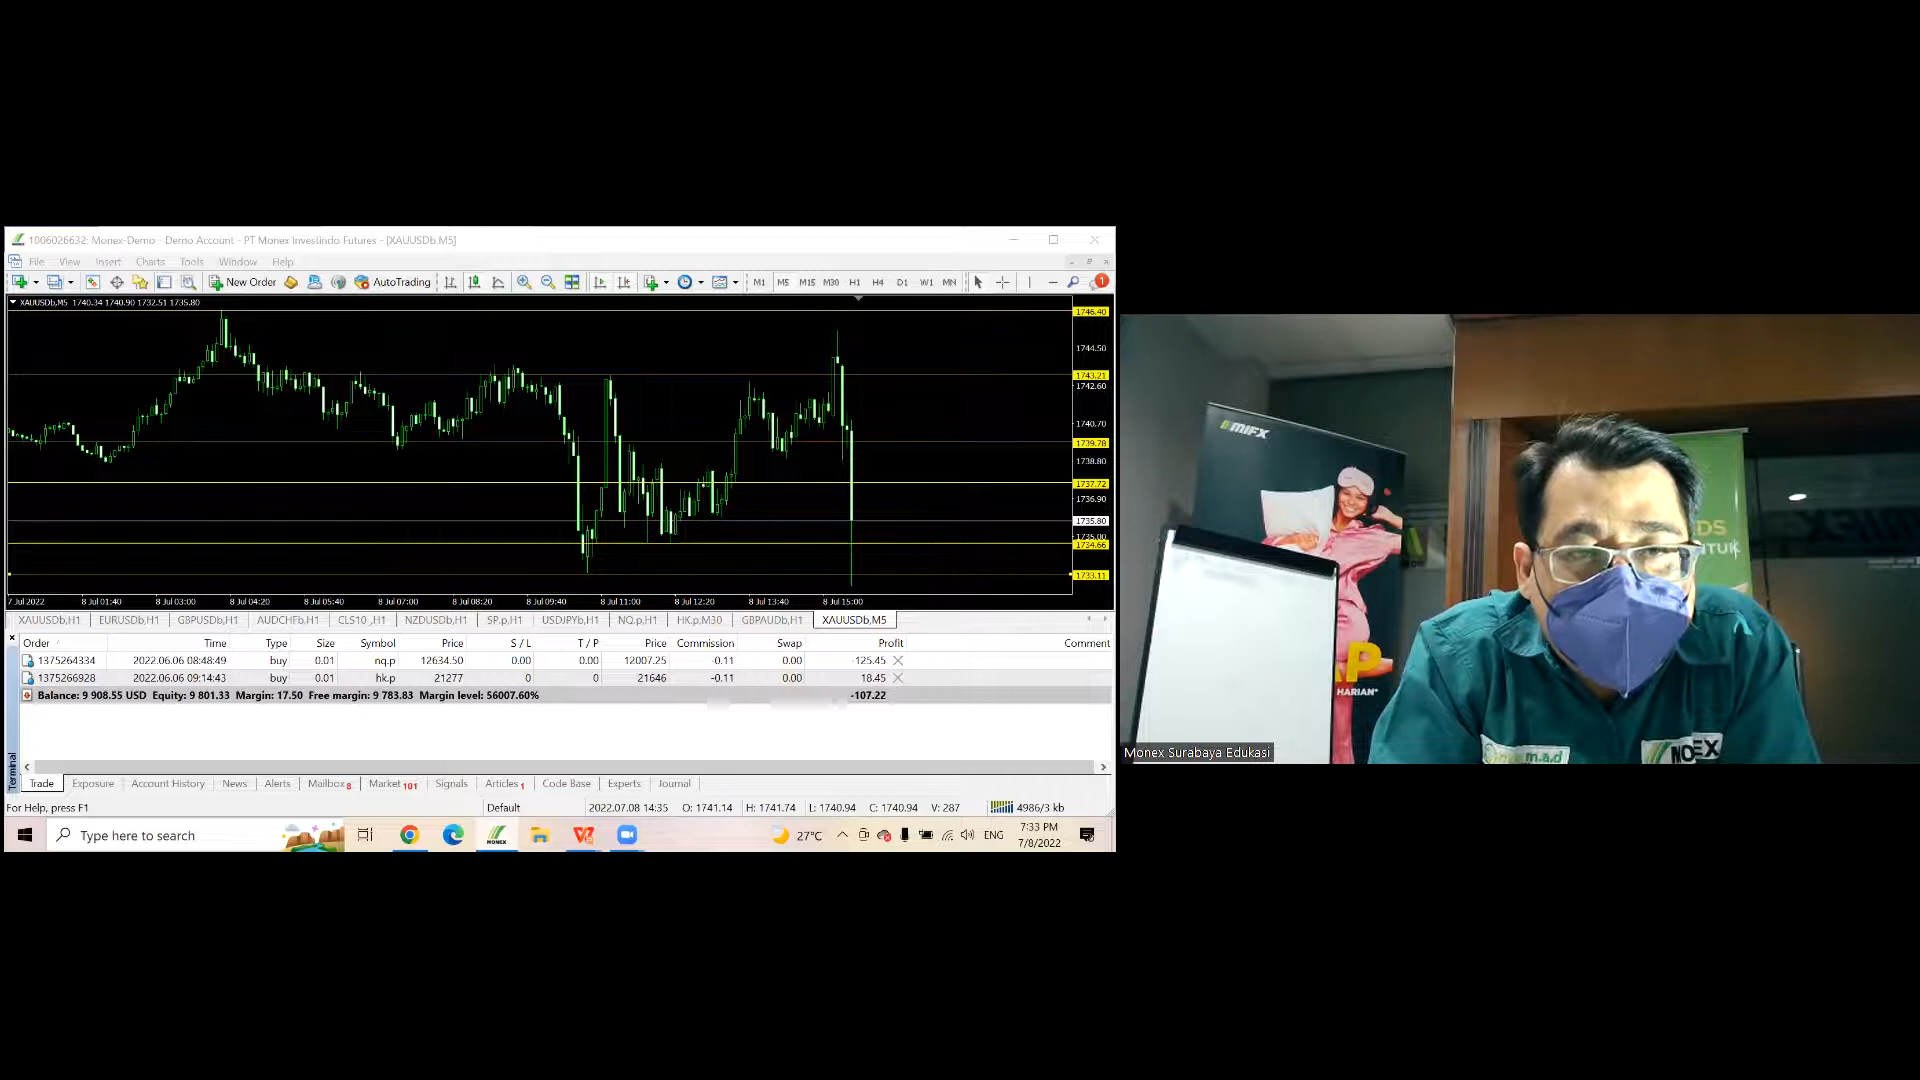 1006026632: Monex-Demo - Demo Account - PT Monex Investindo Futures - [XAUUSDb,M5]
File View Insert Charts Tools Window Help
New Order AutoTrading M1 M5 M15 M30 H1 H4 D1 W1 MN 1
XAUUSDb,M5 1740.34 1740.90 1732.51 1735.80
1746.40
1744.50
1743.21
1742.60
1740.70
1739.78
1738.80
1737.72
1736.90
1735.80
1735.00
1734.66
1733.11
7 Jul 2022 8 Jul 01:40 8 Jul 03:00 8 Jul 04:20 8 Jul 05:40 8 Jul 07:00 8 Jul 08:20 8 Jul 09:40 8 Jul 11:00 8 Jul 12:20 8 Jul 13:40 8 Jul 15:00
XAUUSDb,H1 EURUSDb,H1 GBPUSDb,H1 AUDCHFb,H1 CLS10 ,H1 NZDUSDb,H1 SP.p,H1 USDJPYb,H1 NQ.p,H1 HK.p,M30 GBPAUDb,H1 XAUUSDb,M5
Order / Time Type Size Symbol Price S / L T / P Price Commission Swap Profit Comment
1375264334 2022.06.06 08:48:49 buy 0.01 nq.p 12634.50 0.00 0.00 12007.25 -0.11 0.00 -125.45
1375266928 2022.06.06 09:14:43 buy 0.01 hk.p 21277 0 0 21646 -0.11 0.00 18.45
Balance: 9 908.55 USD Equity: 9 801.33 Margin: 17.50 Free margin: 9 783.83 Margin level: 56007.60% -107.22
Terminal
Trade Exposure Account History News Alerts Mailbox 8 Market 101 Signals Articles 1 Code Base Experts Journal
For Help, press F1 Default 2022.07.08 14:35 O: 1741.14 H: 1741.74 L: 1740.94 C: 1740.94 V: 287 4986/3 kb
Type here to search MONEX 27°C ENG 7:33 PM
7/8/2022
MIFX
DS
TUK
AP
HARIAN*
MONEX
Monex Surabaya Edukasi